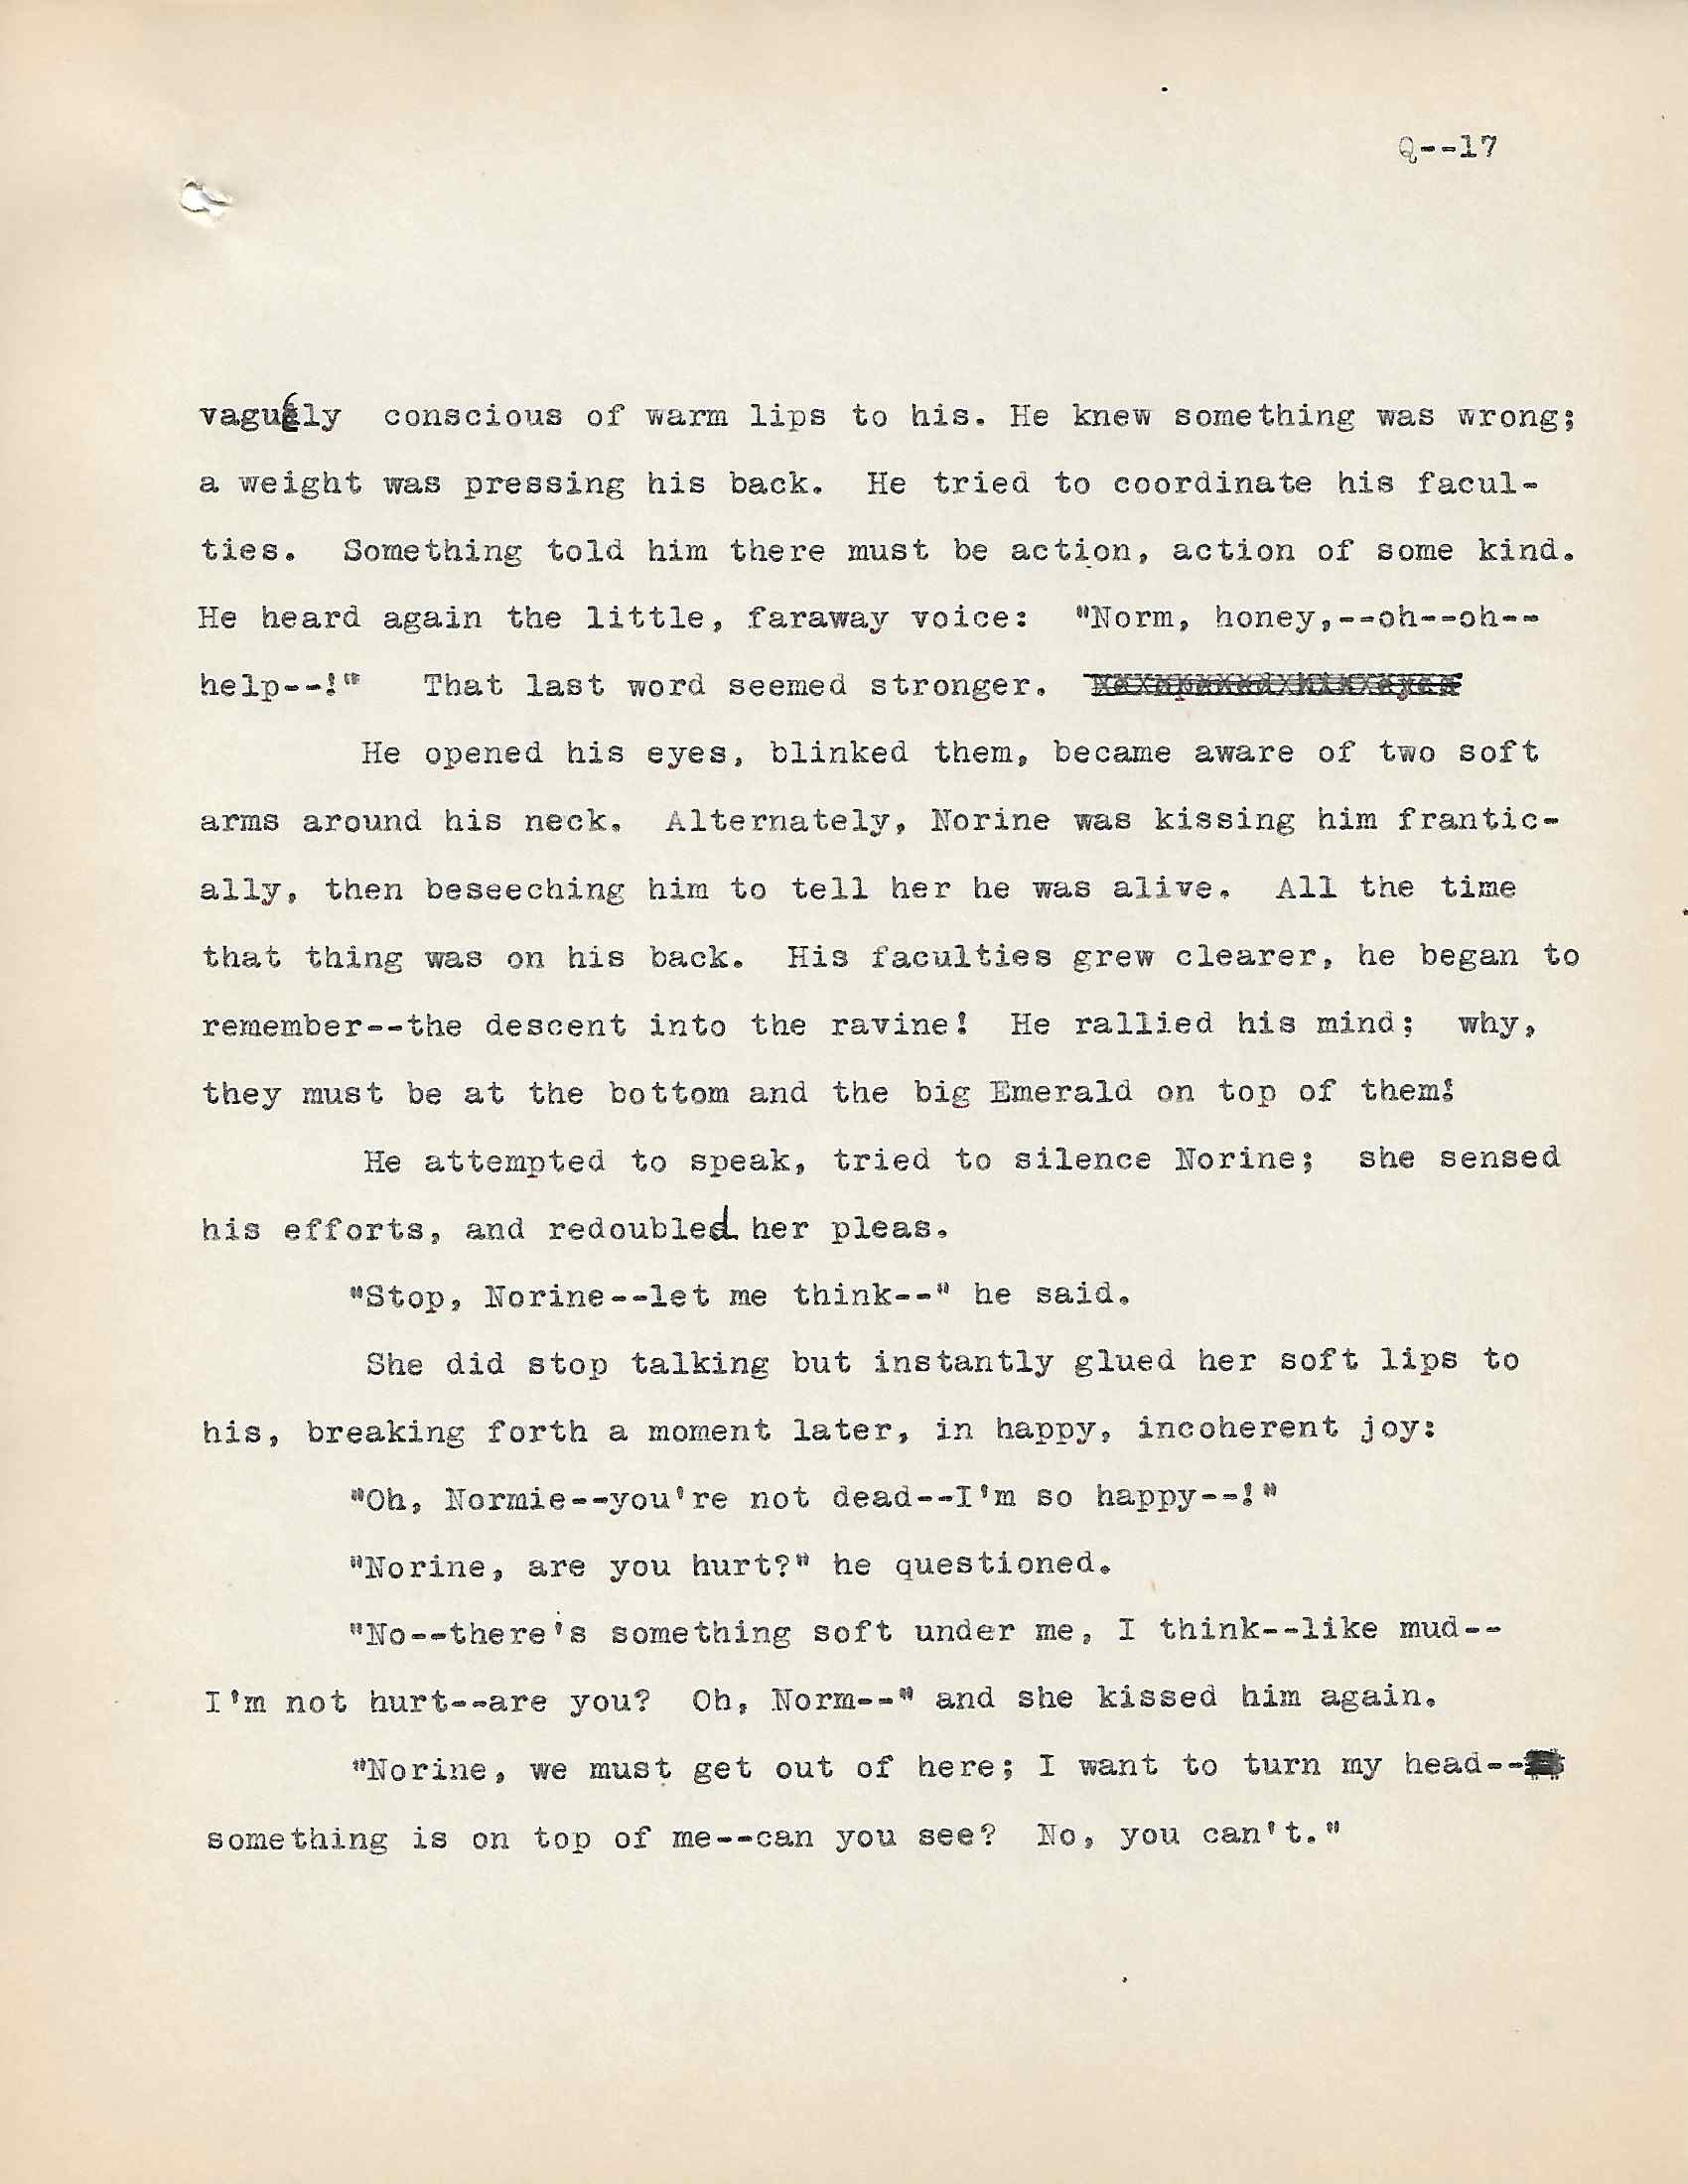 Q--17
vaguely conscious of warm lips to his. He knew something was wrong;
a weight was pressing his back. He tried to coordinate his facul-
ties. Something told him there must be action, action of some kind.
He heard again the little, faraway voice: "Norm, honey,--oh--oh--
help--!" That last word seemed stronger.
He opened his eyes, blinked them, became aware of two soft
arms around his neck. Alternately, Norine was kissing him frantic-
ally, then beseeching him to tell her he was alive. All the time
that thing was on his back. His faculties grew clearer, he began to
remember--the descent into the ravine! He rallied his mind; why,
they must be at the bottom and the big Emerald on top of them!
He attempted to speak, tried to silence Norine; she sensed
his efforts, and redoubled her pleas.
"Stop, Norine--let me think--" he said.
She did stop talking but instantly glued her soft lips to
his, breaking forth a moment later, in happy, incoherent joy:
"Oh, Normie--you're not dead--I'm so happy--!"
"Norine, are you hurt?" he questioned.
"No--there's something soft under me, I think--like mud--
I'm not hurt--are you? Oh, Norm--" and she kissed him again.
"Norine, we must get out of here; I want to turn my head--
something is on top of me--can you see? No, you can't."